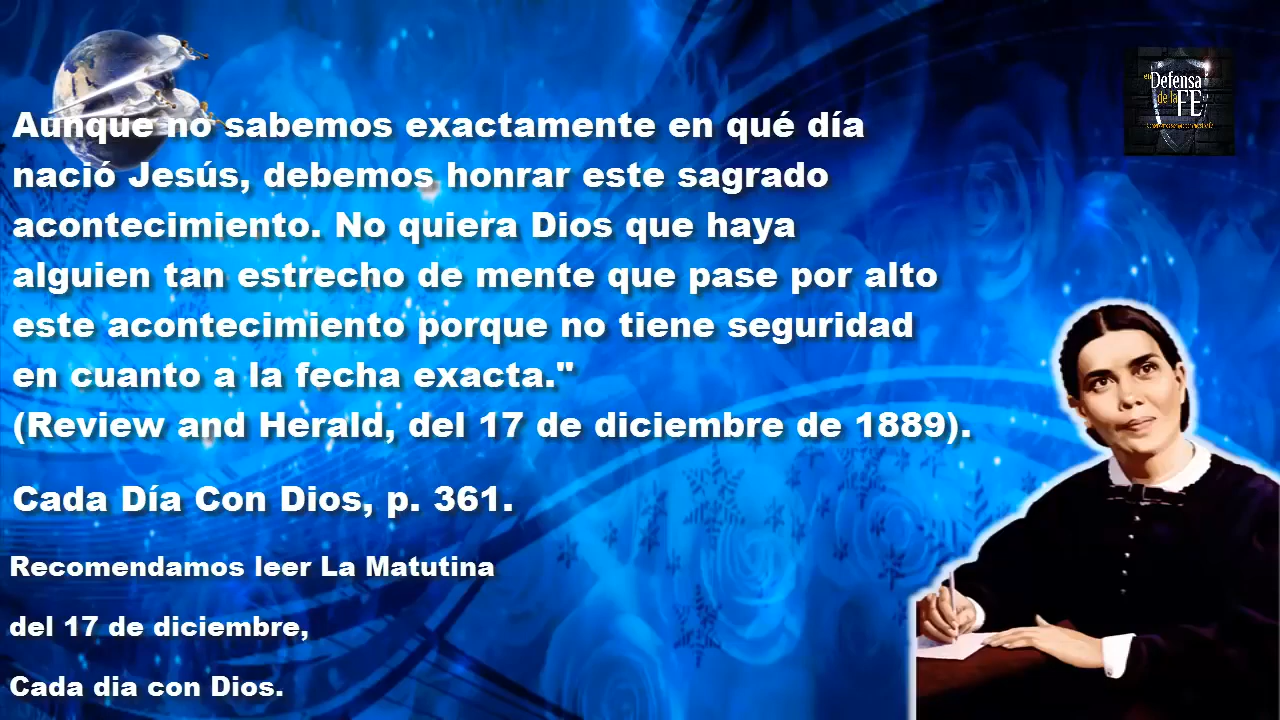 Aunque no sabemos exactamente en qué día
nació Jesús, debemos honrar este sagrado
acontecimiento. No quiera Dios que haya
alguien tan estrecho de mente que pase por alto
este acontecimiento porque no tiene seguridad
en cuanto a la fecha exacta."
(Review and Herald, del 17 de diciembre de 1889).
Cada Día Con Dios, p. 361.
Recomendamos leer La Matutina
del 17 de diciembre,
Cada dia con Dios.
en Defensa
de la FE